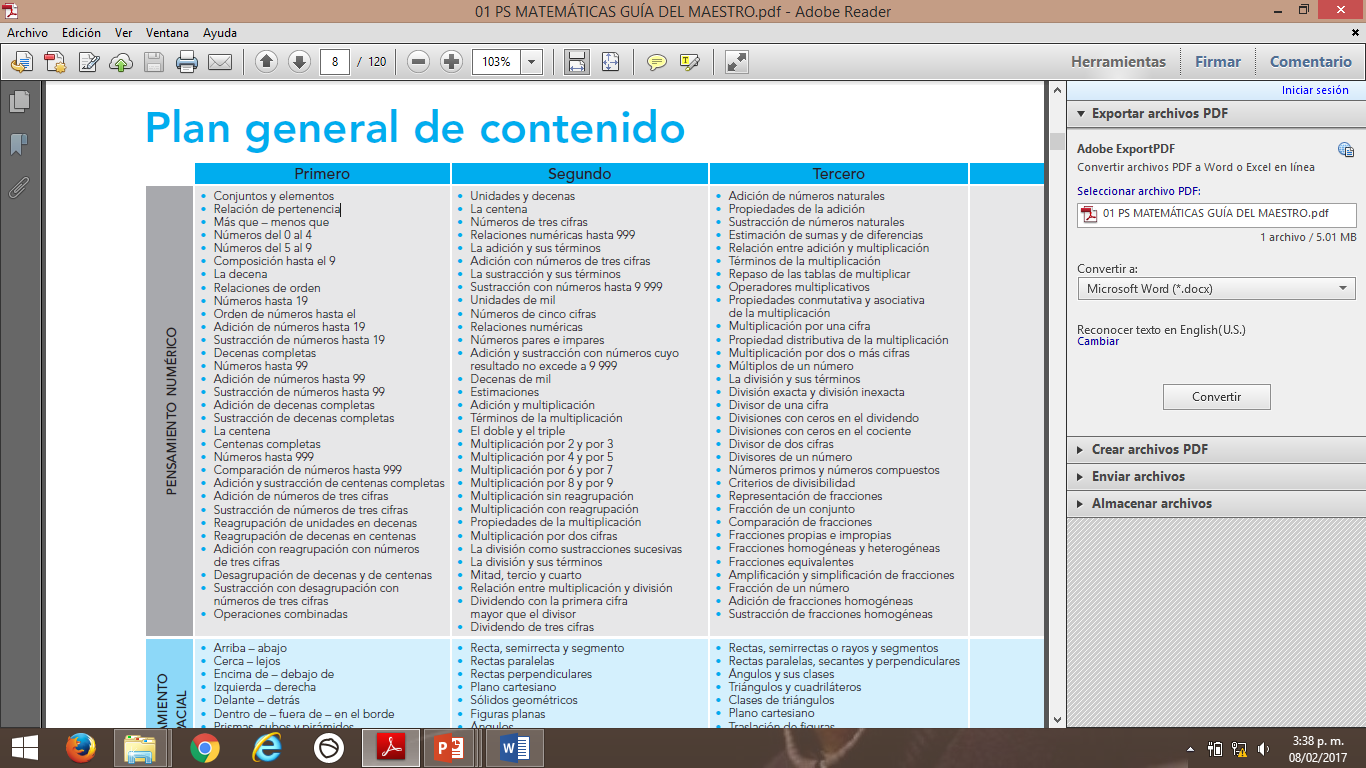 01 PS MATEMÁTICAS GUÍA DEL MAESTRO.pdf - Adobe Reader
Archivo Edición Ver Ventana Ayuda
8 / 120 103% Herramientas Firmar Comentario
Plan general de contenido
Primero
PENSAMIENTO NUMÉRICO
• Conjuntos y elementos
• Relación de pertenencia
• Más que – menos que
• Números del 0 al 4
• Números del 5 al 9
• Composición hasta el 9
• La decena
• Relaciones de orden
• Números hasta 19
• Orden de números hasta el
• Adición de números hasta 19
• Sustracción de números hasta 19
• Decenas completas
• Números hasta 99
• Adición de números hasta 99
• Sustracción de números hasta 99
• Adición de decenas completas
• Sustracción de decenas completas
• La centena
• Centenas completas
• Números hasta 999
• Comparación de números hasta 999
• Adición y sustracción de centenas completas
• Adición de números de tres cifras
• Sustracción de números de tres cifras
• Reagrupación de unidades en decenas
• Reagrupación de decenas en centenas
• Adición con reagrupación con números
de tres cifras
• Desagrupación de decenas y de centenas
• Sustracción con desagrupación con
números de tres cifras
• Operaciones combinadas
Segundo
• Unidades y decenas
• La centena
• Números de tres cifras
• Relaciones numéricas hasta 999
• La adición y sus términos
• Adición con números de tres cifras
• La sustracción y sus términos
• Sustracción con números hasta 9 999
• Unidades de mil
• Números de cinco cifras
• Relaciones numéricas
• Números pares e impares
• Adición y sustracción con números cuyo
resultado no excede a 9 999
• Decenas de mil
• Estimaciones
• Adición y multiplicación
• Términos de la multiplicación
• El doble y el triple
• Multiplicación por 2 y por 3
• Multiplicación por 4 y por 5
• Multiplicación por 6 y por 7
• Multiplicación por 8 y por 9
• Multiplicación sin reagrupación
• Multiplicación con reagrupación
• Propiedades de la multiplicación
• Multiplicación por dos cifras
• La división como sustracciones sucesivas
• La división y sus términos
• Mitad, tercio y cuarto
• Relación entre multiplicación y división
• Dividendo con la primera cifra
mayor que el divisor
• Dividendo de tres cifras
Tercero
• Adición de números naturales
• Propiedades de la adición
• Sustracción de números naturales
• Estimación de sumas y de diferencias
• Relación entre adición y multiplicación
• Términos de la multiplicación
• Repaso de las tablas de multiplicar
• Operadores multiplicativos
• Propiedades conmutativa y asociativa
de la multiplicación
• Multiplicación por una cifra
• Propiedad distributiva de la multiplicación
• Multiplicación por dos o más cifras
• Múltiplos de un número
• La división y sus términos
• División exacta y división inexacta
• Divisor de una cifra
• Divisiones con ceros en el dividendo
• Divisiones con ceros en el cociente
• Divisor de dos cifras
• Divisores de un número
• Números primos y números compuestos
• Criterios de divisibilidad
• Representación de fracciones
• Fracción de un conjunto
• Comparación de fracciones
• Fracciones propias e impropias
• Fracciones homogéneas y heterogéneas
• Fracciones equivalentes
• Amplificación y simplificación de fracciones
• Fracción de un número
• Adición de fracciones homogéneas
• Sustracción de fracciones homogéneas
AMIENTO
ACIAL
• Arriba – abajo
• Cerca – lejos
• Encima de – debajo de
• Izquierda – derecha
• Delante – detrás
• Dentro de – fuera de – en el borde
• Prismas, cubos y pirámides
• Recta, semirrecta y segmento
• Rectas paralelas
• Rectas perpendiculares
• Plano cartesiano
• Sólidos geométricos
• Figuras planas
• Ángulos
• Rectas, semirrectas o rayos y segmentos
• Rectas paralelas, secantes y perpendiculares
• Ángulos y sus clases
• Triángulos y cuadriláteros
• Clases de triángulos
• Plano cartesiano
• Traslación de figuras
Iniciar sesión
Exportar archivos PDF
Adobe ExportPDF
Convertir archivos PDF a Word o Excel en línea
Seleccionar archivo PDF:
01 PS MATEMÁTICAS GUÍA DEL MAESTRO.pdf
1 archivo / 5.01 MB
Convertir a:
Microsoft Word (*.docx)
Reconocer texto en English(U.S.)
Cambiar
Convertir
Crear archivos PDF
Enviar archivos
Almacenar archivos
3:38 p. m.
08/02/2017